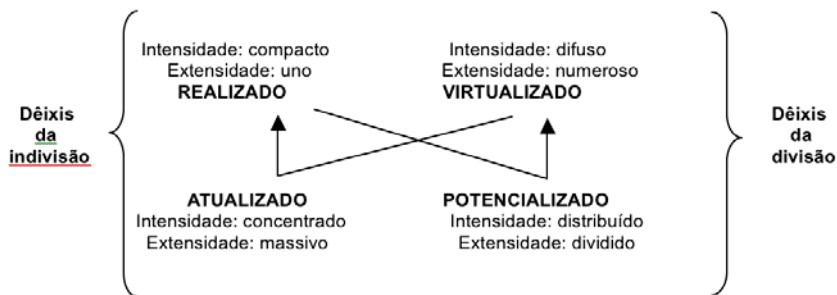 Intensidade: compacto
Extensidade: uno
REALIZADO
Intensidade: difuso
Extensidade: numeroso
VIRTUALIZADO
Dêixis
da
indivisão
Dêixis
da
divisão
ATUALIZADO
Intensidade: concentrado
Extensidade: massivo
POTENCIALIZADO
Intensidade: distribuído
Extensidade: dividido